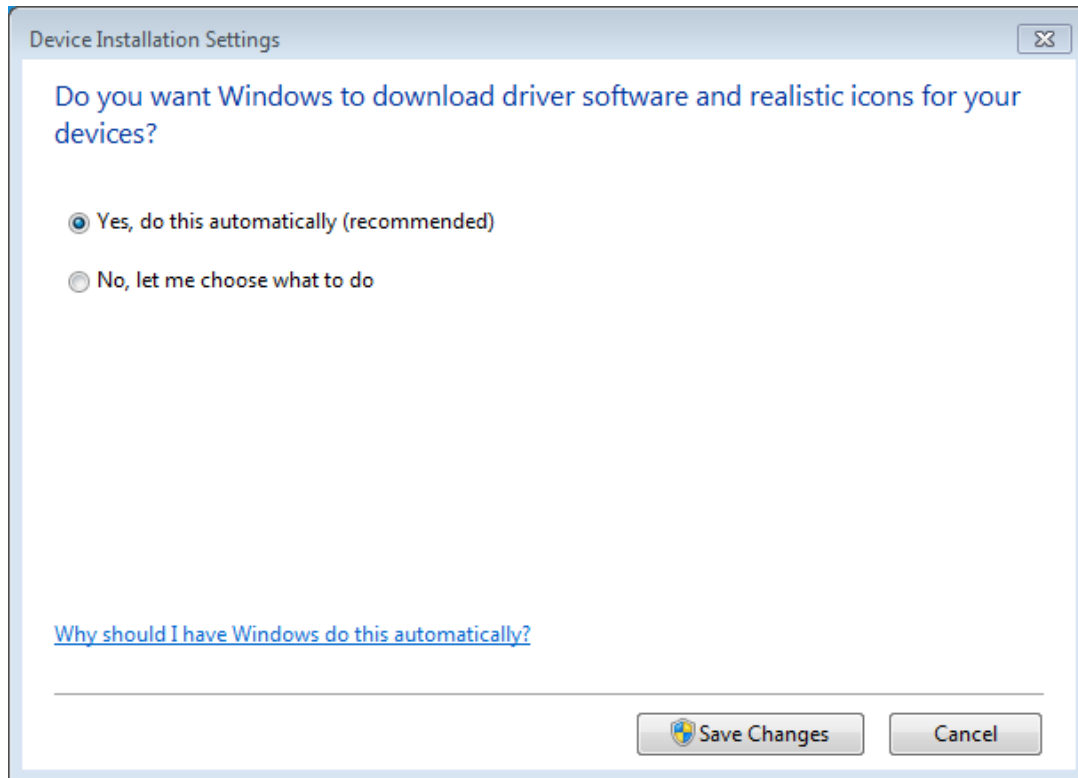 Device Installation Settings
Do you want Windows to download driver software and realistic icons for your
devices?
Yes, do this automatically (recommended)
No, let me choose what to do
Why should I have Windows do this automatically?
Save Changes
Cancel